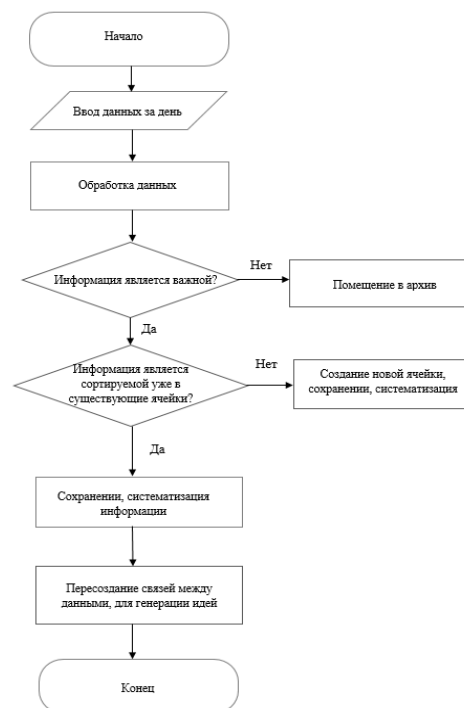 Начало
Ввод данных за день
Обработка данных
Информация является важной?
Нет
Помещение в архив
Да
Информация является
сортируемой уже в
существующие ячейки?
Нет
Создание новой ячейки,
сохранении, систематизация
Да
Сохранении, систематизация
информации
Пересоздание связей между
данными, для генерации идей
Конец